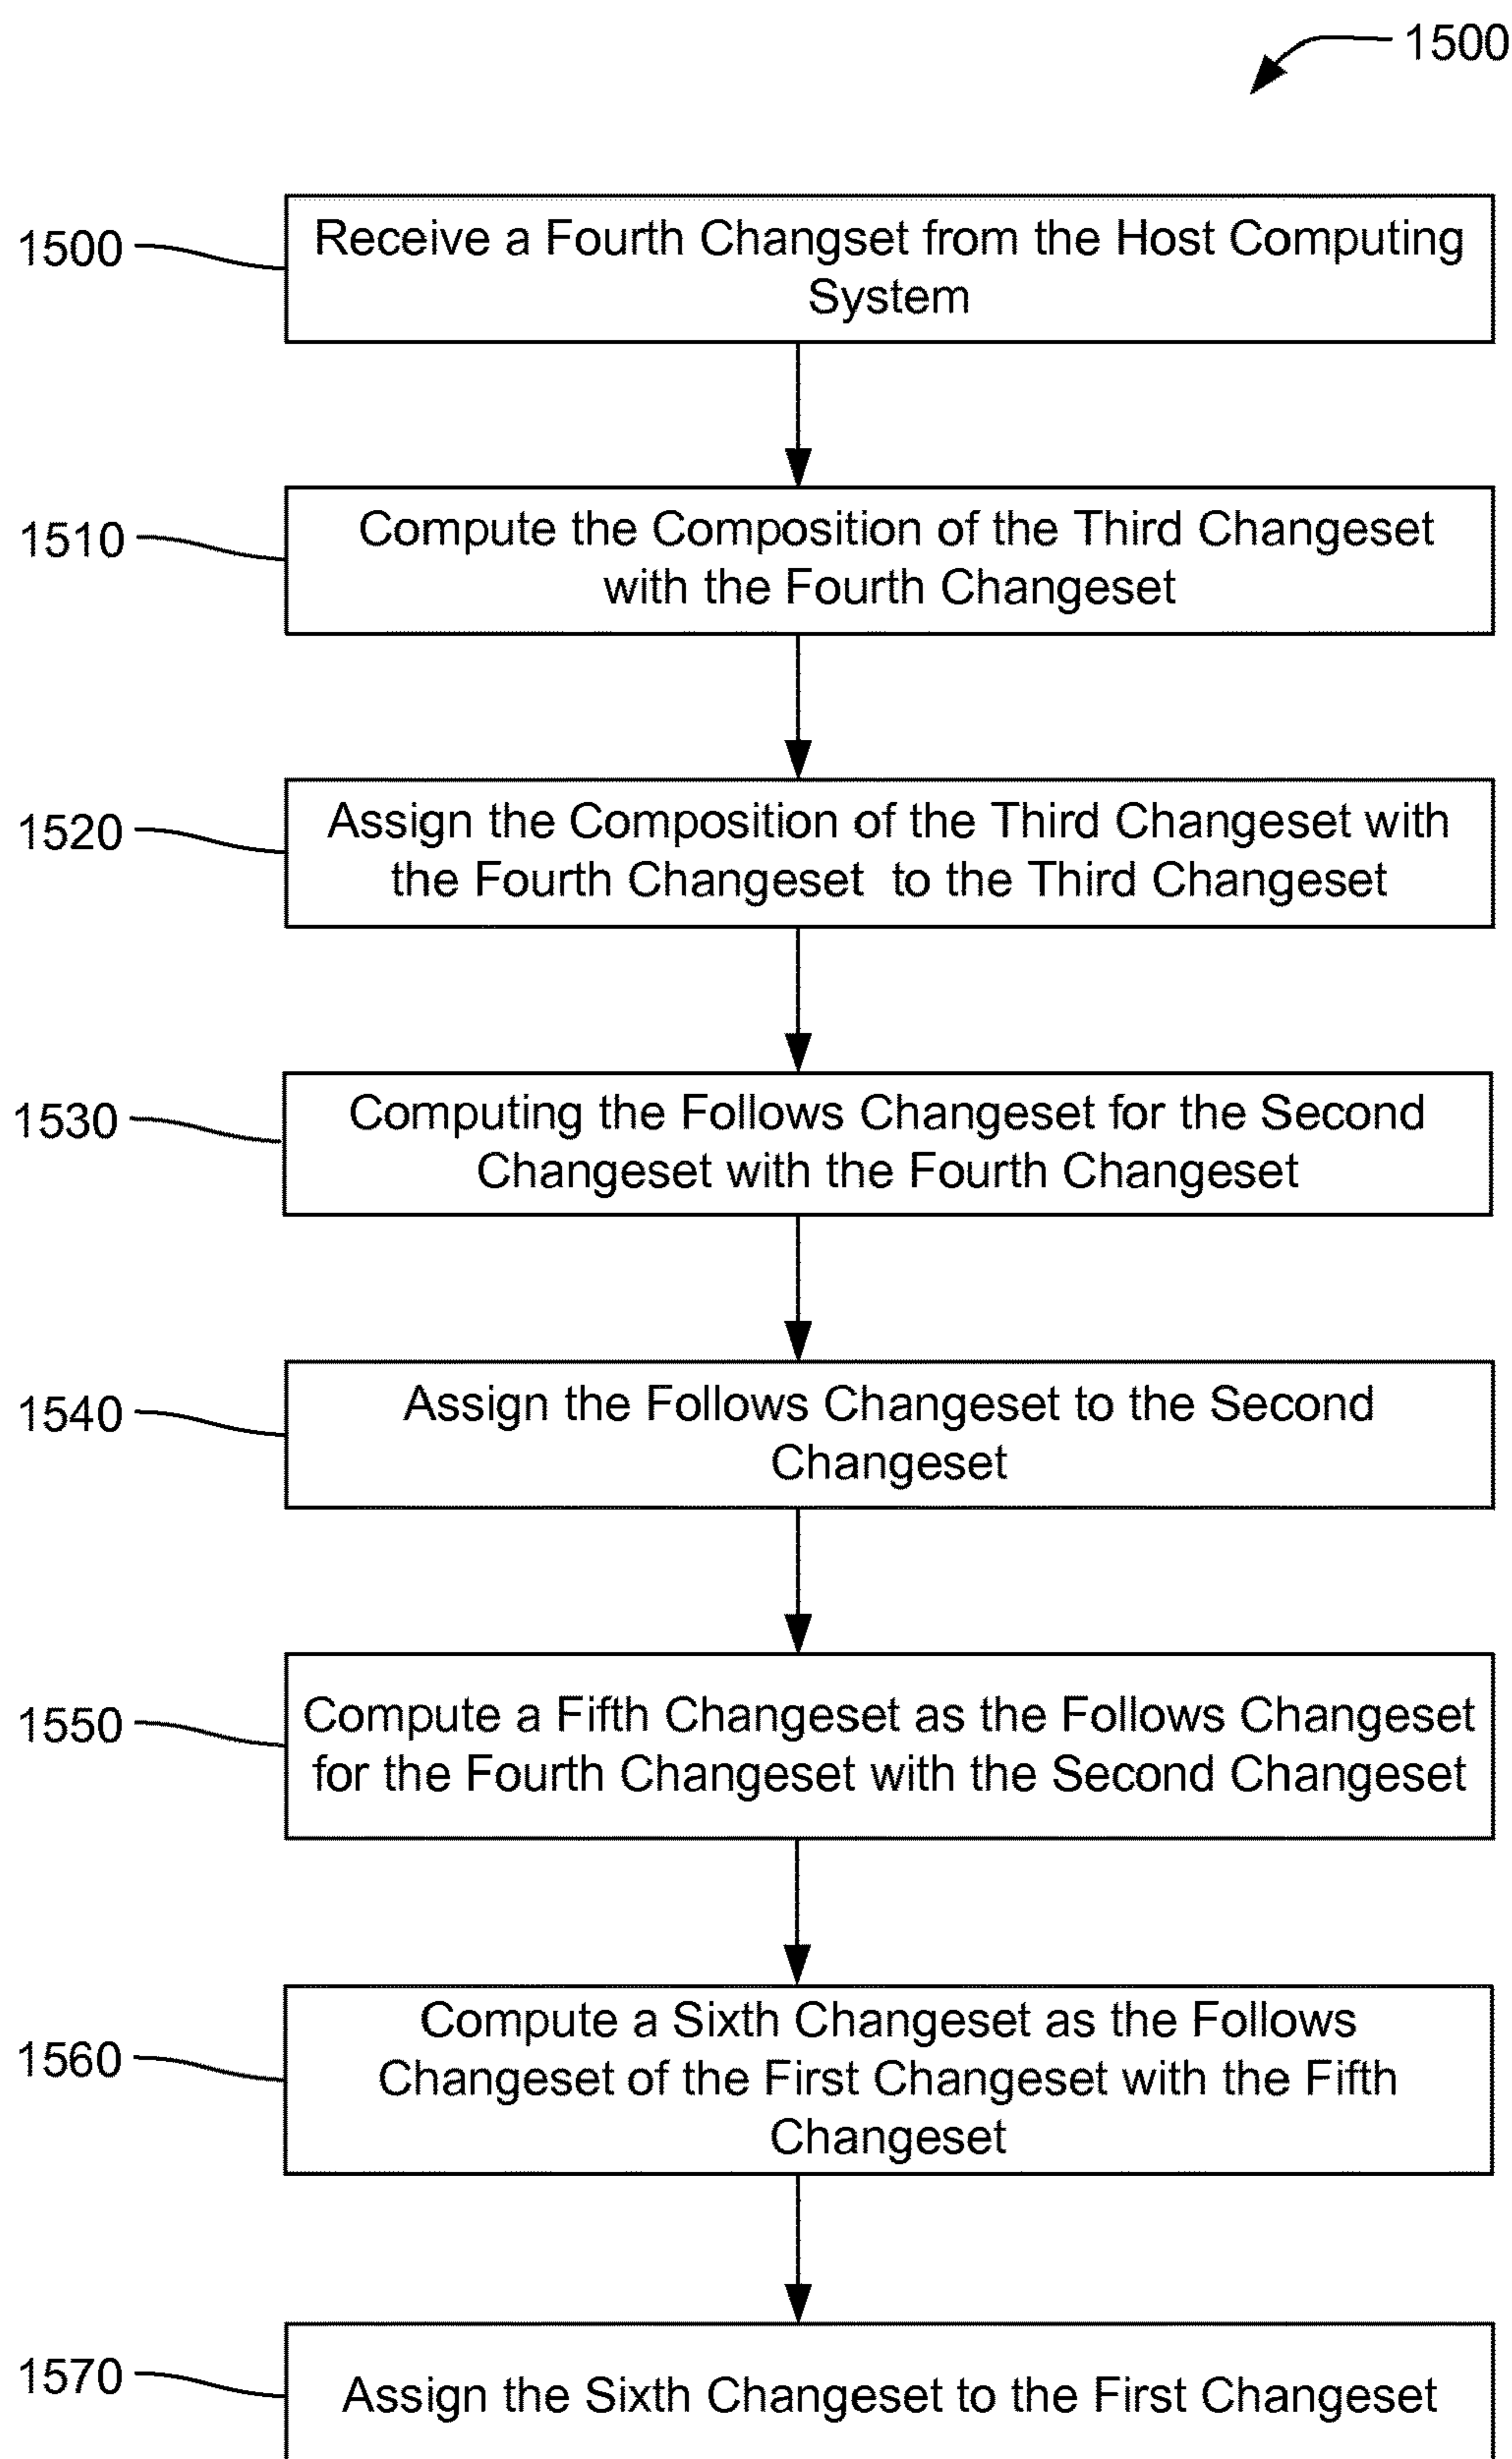 1500
1500
Receive a Fourth Changset from the Host Computing
System
1510
Compute the Composition of the Third Changeset
with the Fourth Changeset
1520
Assign the Composition of the Third Changeset with
the Fourth Changeset to the Third Changeset
1530
Computing the Follows Changeset for the Second
Changeset with the Fourth Changeset
1540
Assign the Follows Changeset to the Second
Changeset
1550
Compute a Fifth Changeset as the Follows Changeset
for the Fourth Changeset with the Second Changeset
1560
Compute a Sixth Changeset as the Follows
Changeset of the First Changeset with the Fifth
Changeset
1570
Assign the Sixth Changeset to the First Changeset